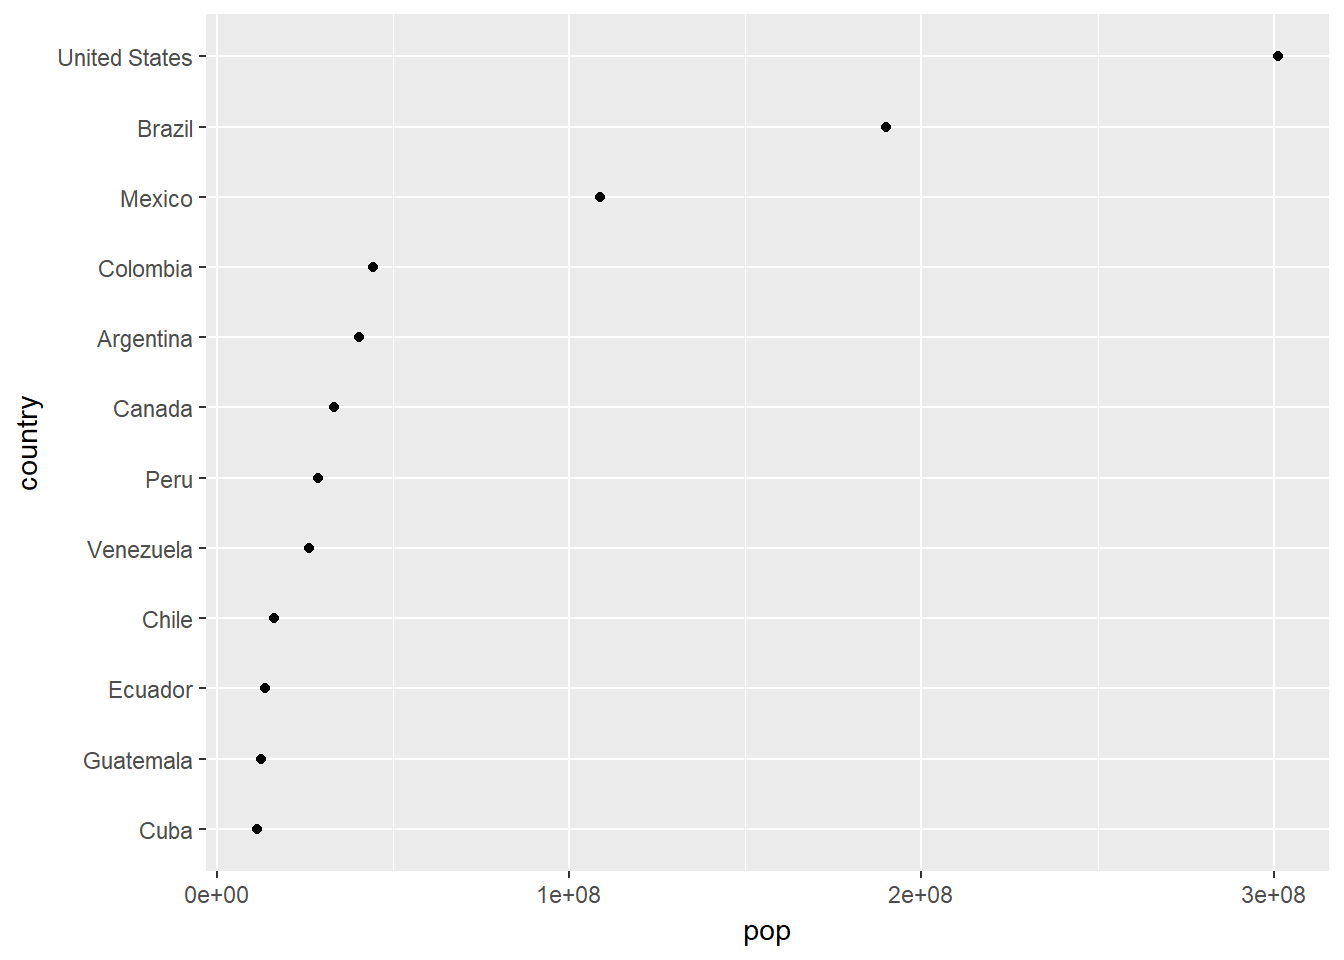 United States
Brazil
Mexico
Colombia
Argentina
Canada
Peru
Venezuela
Chile
Ecuador
Guatemala
Cuba
country
0e+00 1e+08 2e+08 3e+08
pop